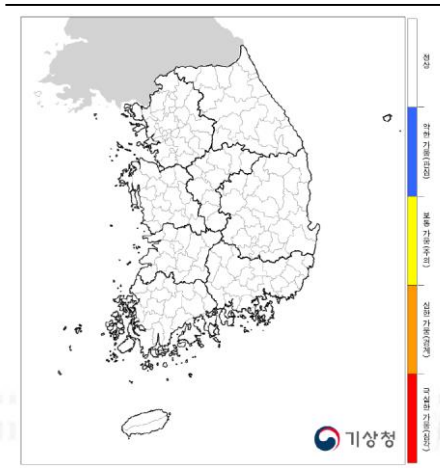 정상
약한 가뭄(관심)
보통 가뭄(주의)
심한 가뭄(경계)
극심한 가뭄(심각)
기상청